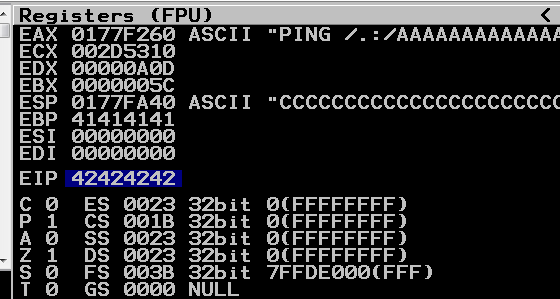 Registers (FPU) <
EAX 0177F260 ASCII "PING /.:/AAAAAAAAAAAAA
ECX 002D5310
EDX 00000A0D
EBX 0000005C
ESP 0177FA40 ASCII "CCCCCCCCCCCCCCCCCCCCCC
EBP 41414141
ESI 00000000
EDI 00000000
EIP 42424242
C 0 ES 0023 32bit 0(FFFFFFFF)
P 1 CS 001B 32bit 0(FFFFFFFF)
A 0 SS 0023 32bit 0(FFFFFFFF)
Z 1 DS 0023 32bit 0(FFFFFFFF)
S 0 FS 003B 32bit 7FFDE000(FFF)
T 0 GS 0000 NULL